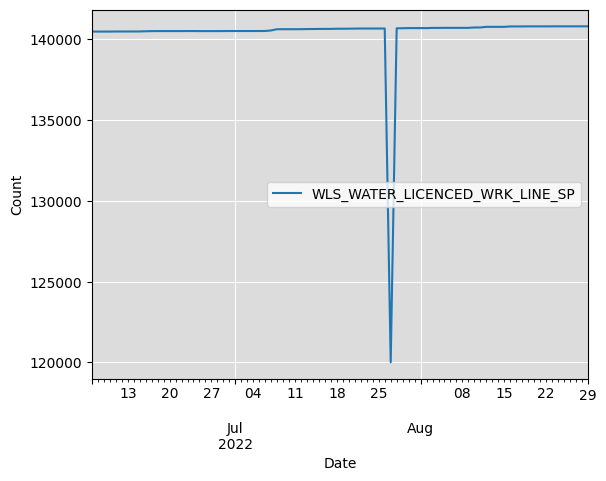 140000
135000
130000
125000
120000
Count
WLS_WATER_LICENCED_WRK_LINE_SP
13 20 27 04 11 18 25 08 15 22 29
Jul Aug
2022
Date